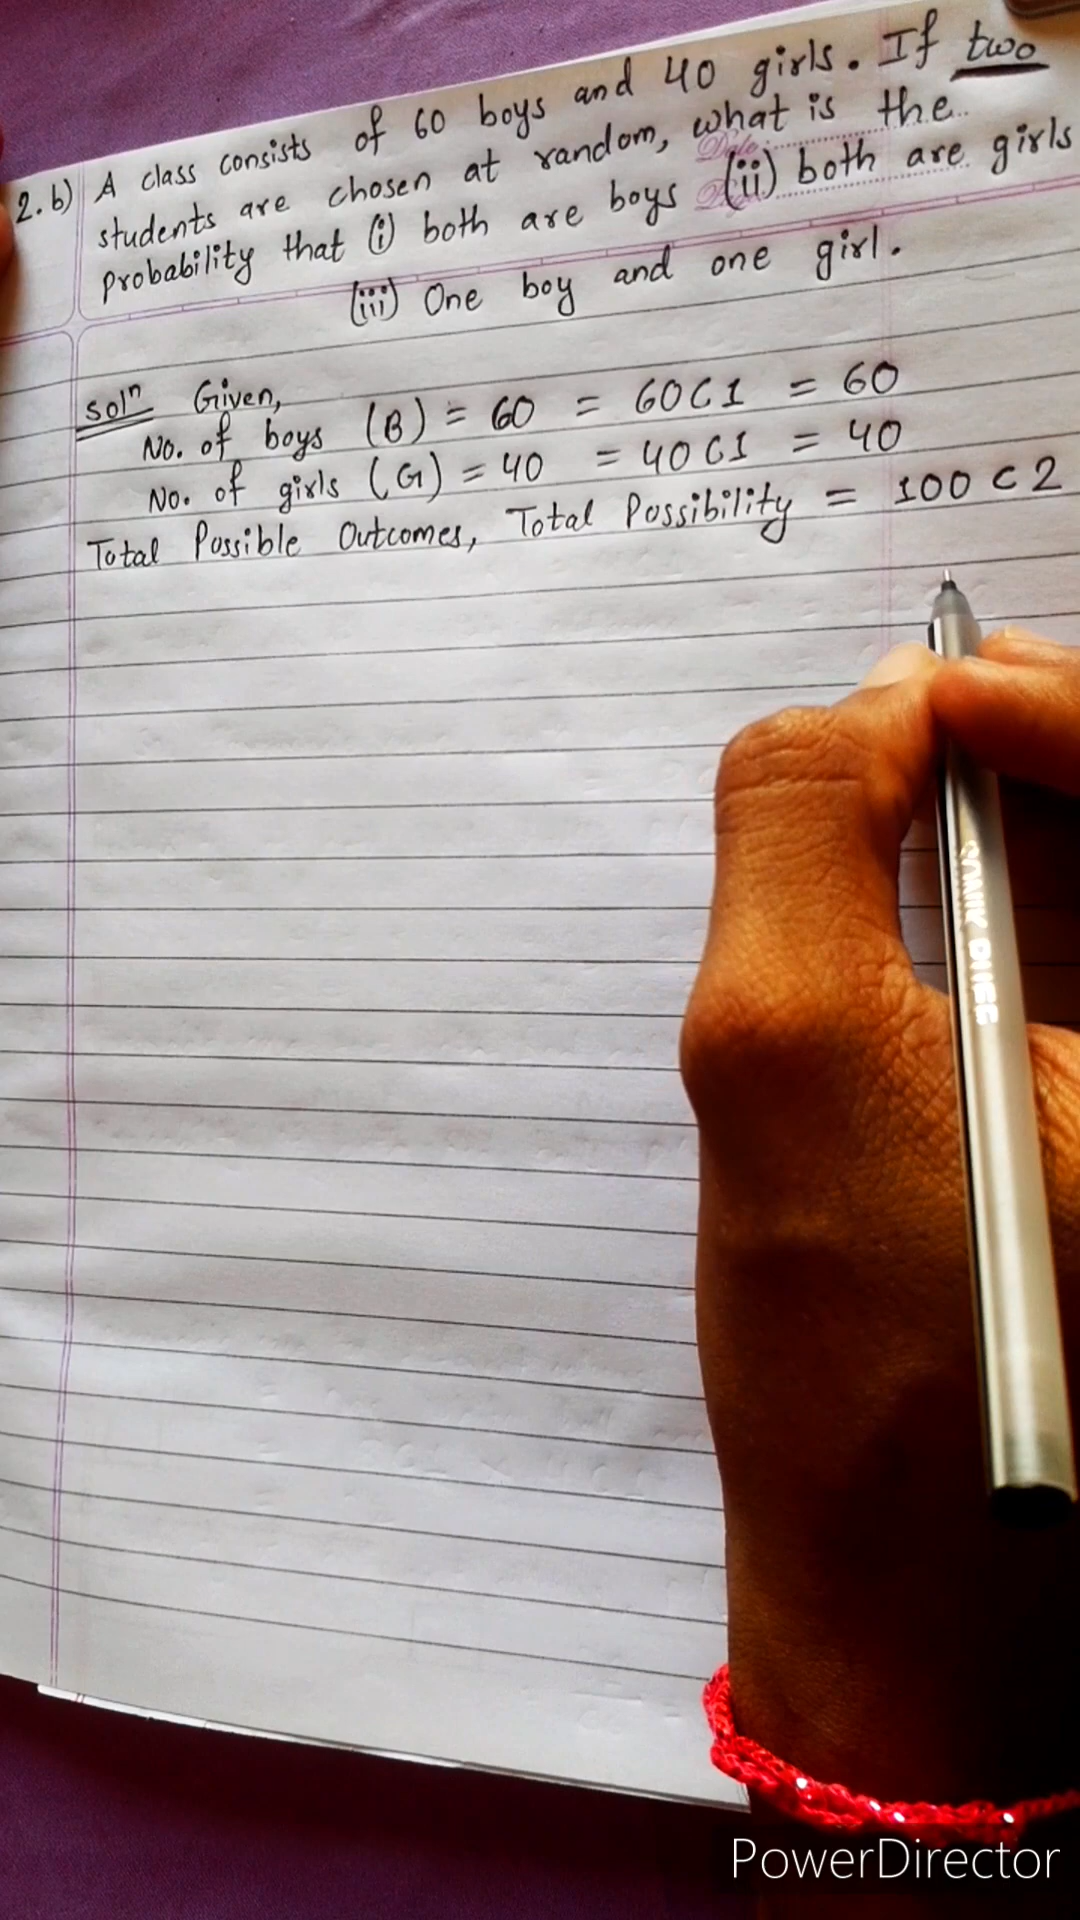 2.b) A class consists of 60 boys and 40 girls. If two
students are chosen at random, what is the
probability that (i) both are boys (ii) both are girls
(iii) One boy and one girl.
Solⁿ Given,
No. of boys (B) = 60 = 60C1 = 60
No. of girls (G) = 40 = 40C1 = 40
Total Possible Outcomes, Total Possibility = 100C2
PowerDirector